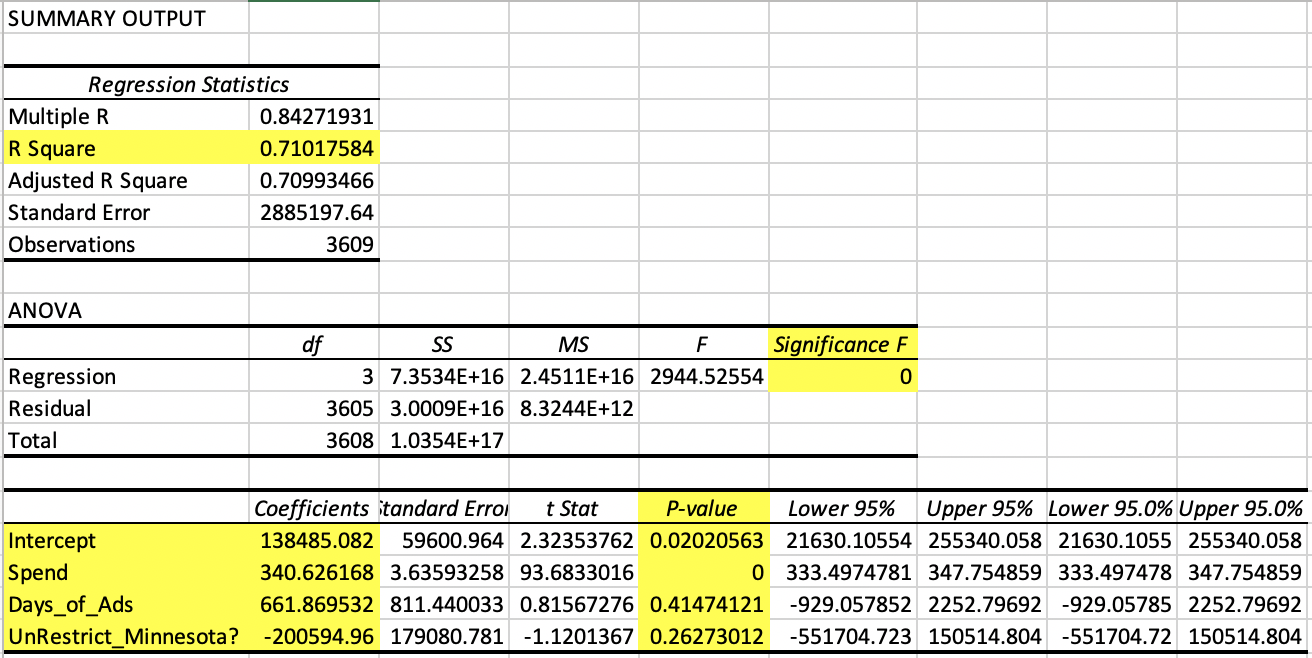 SUMMARY OUTPUT
Regression Statistics
Multiple R 0.84271931
R Square 0.71017584
Adjusted R Square 0.70993466
Standard Error 2885197.64
Observations 3609
ANOVA
df SS MS F Significance F
Regression 3 7.3534E+16 2.4511E+16 2944.52554 0
Residual 3605 3.0009E+16 8.3244E+12
Total 3608 1.0354E+17
Coefficients Standard Error t Stat P-value Lower 95% Upper 95% Lower 95.0% Upper 95.0%
Intercept 138485.082 59600.964 2.32353762 0.02020563 21630.10554 255340.058 21630.1055 255340.058
Spend 340.626168 3.63593258 93.6833016 0 333.4974781 347.754859 333.497478 347.754859
Days_of_Ads 661.869532 811.440033 0.81567276 0.41474121 -929.057852 2252.79692 -929.05785 2252.79692
UnRestrict_Minnesota? -200594.96 179080.781 -1.1201367 0.26273012 -551704.723 150514.804 -551704.72 150514.804